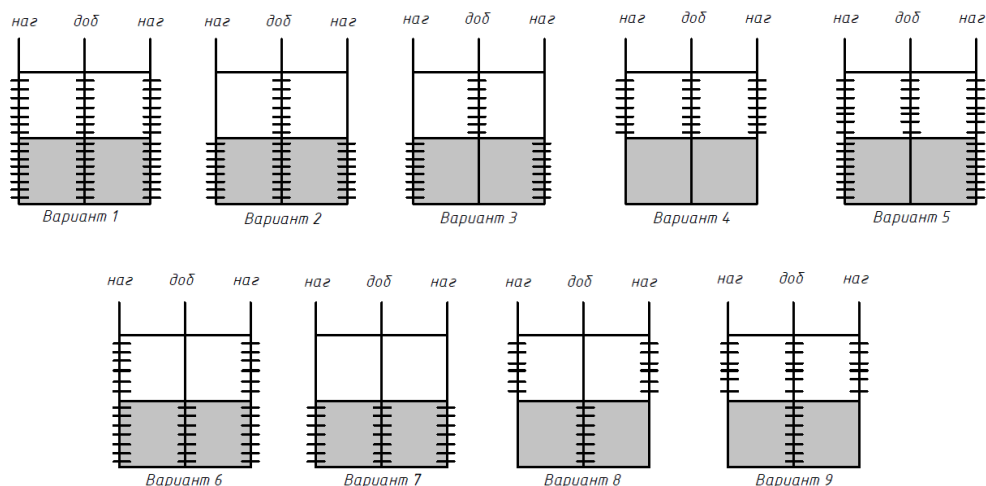 наг доб наг наг доб наг наг доб наг наг доб наг наг доб наг
Вариант 1 Вариант 2 Вариант 3 Вариант 4 Вариант 5
наг доб наг наг доб наг наг доб наг наг доб наг
Вариант 6 Вариант 7 Вариант 8 Вариант 9